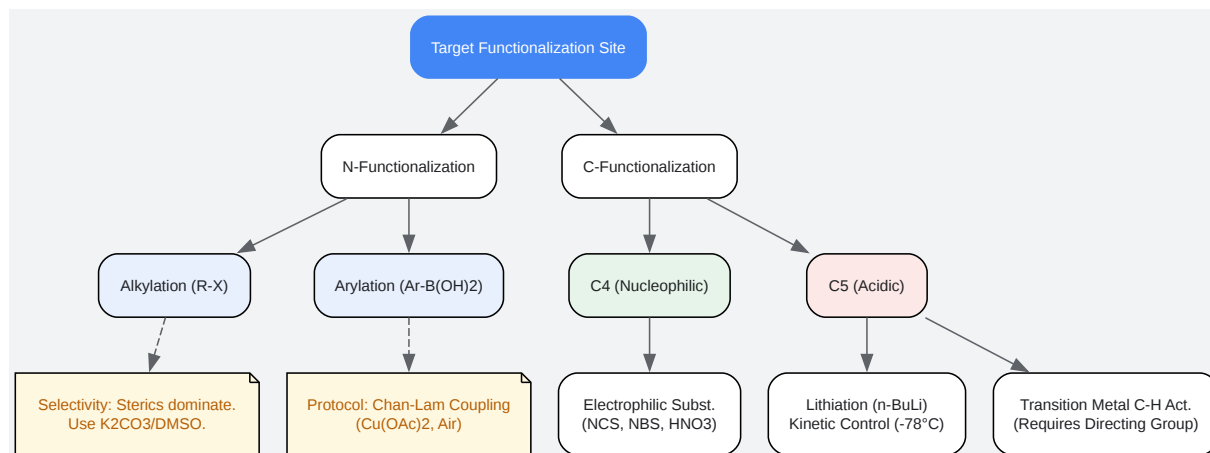 Target Functionalization Site
N-Functionalization
C-Functionalization
Alkylation (R-X)
Arylation (Ar-B(OH)2)
C4 (Nucleophilic)
C5 (Acidic)
Selectivity: Sterics dominate.
Use K2CO3/DMSO.
Protocol: Chan-Lam Coupling
(Cu(OAc)2, Air)
Electrophilic Subst.
(NCS, NBS, HNO3)
Lithiation (n-BuLi)
Kinetic Control (-78°C)
Transition Metal C-H Act.
(Requires Directing Group)